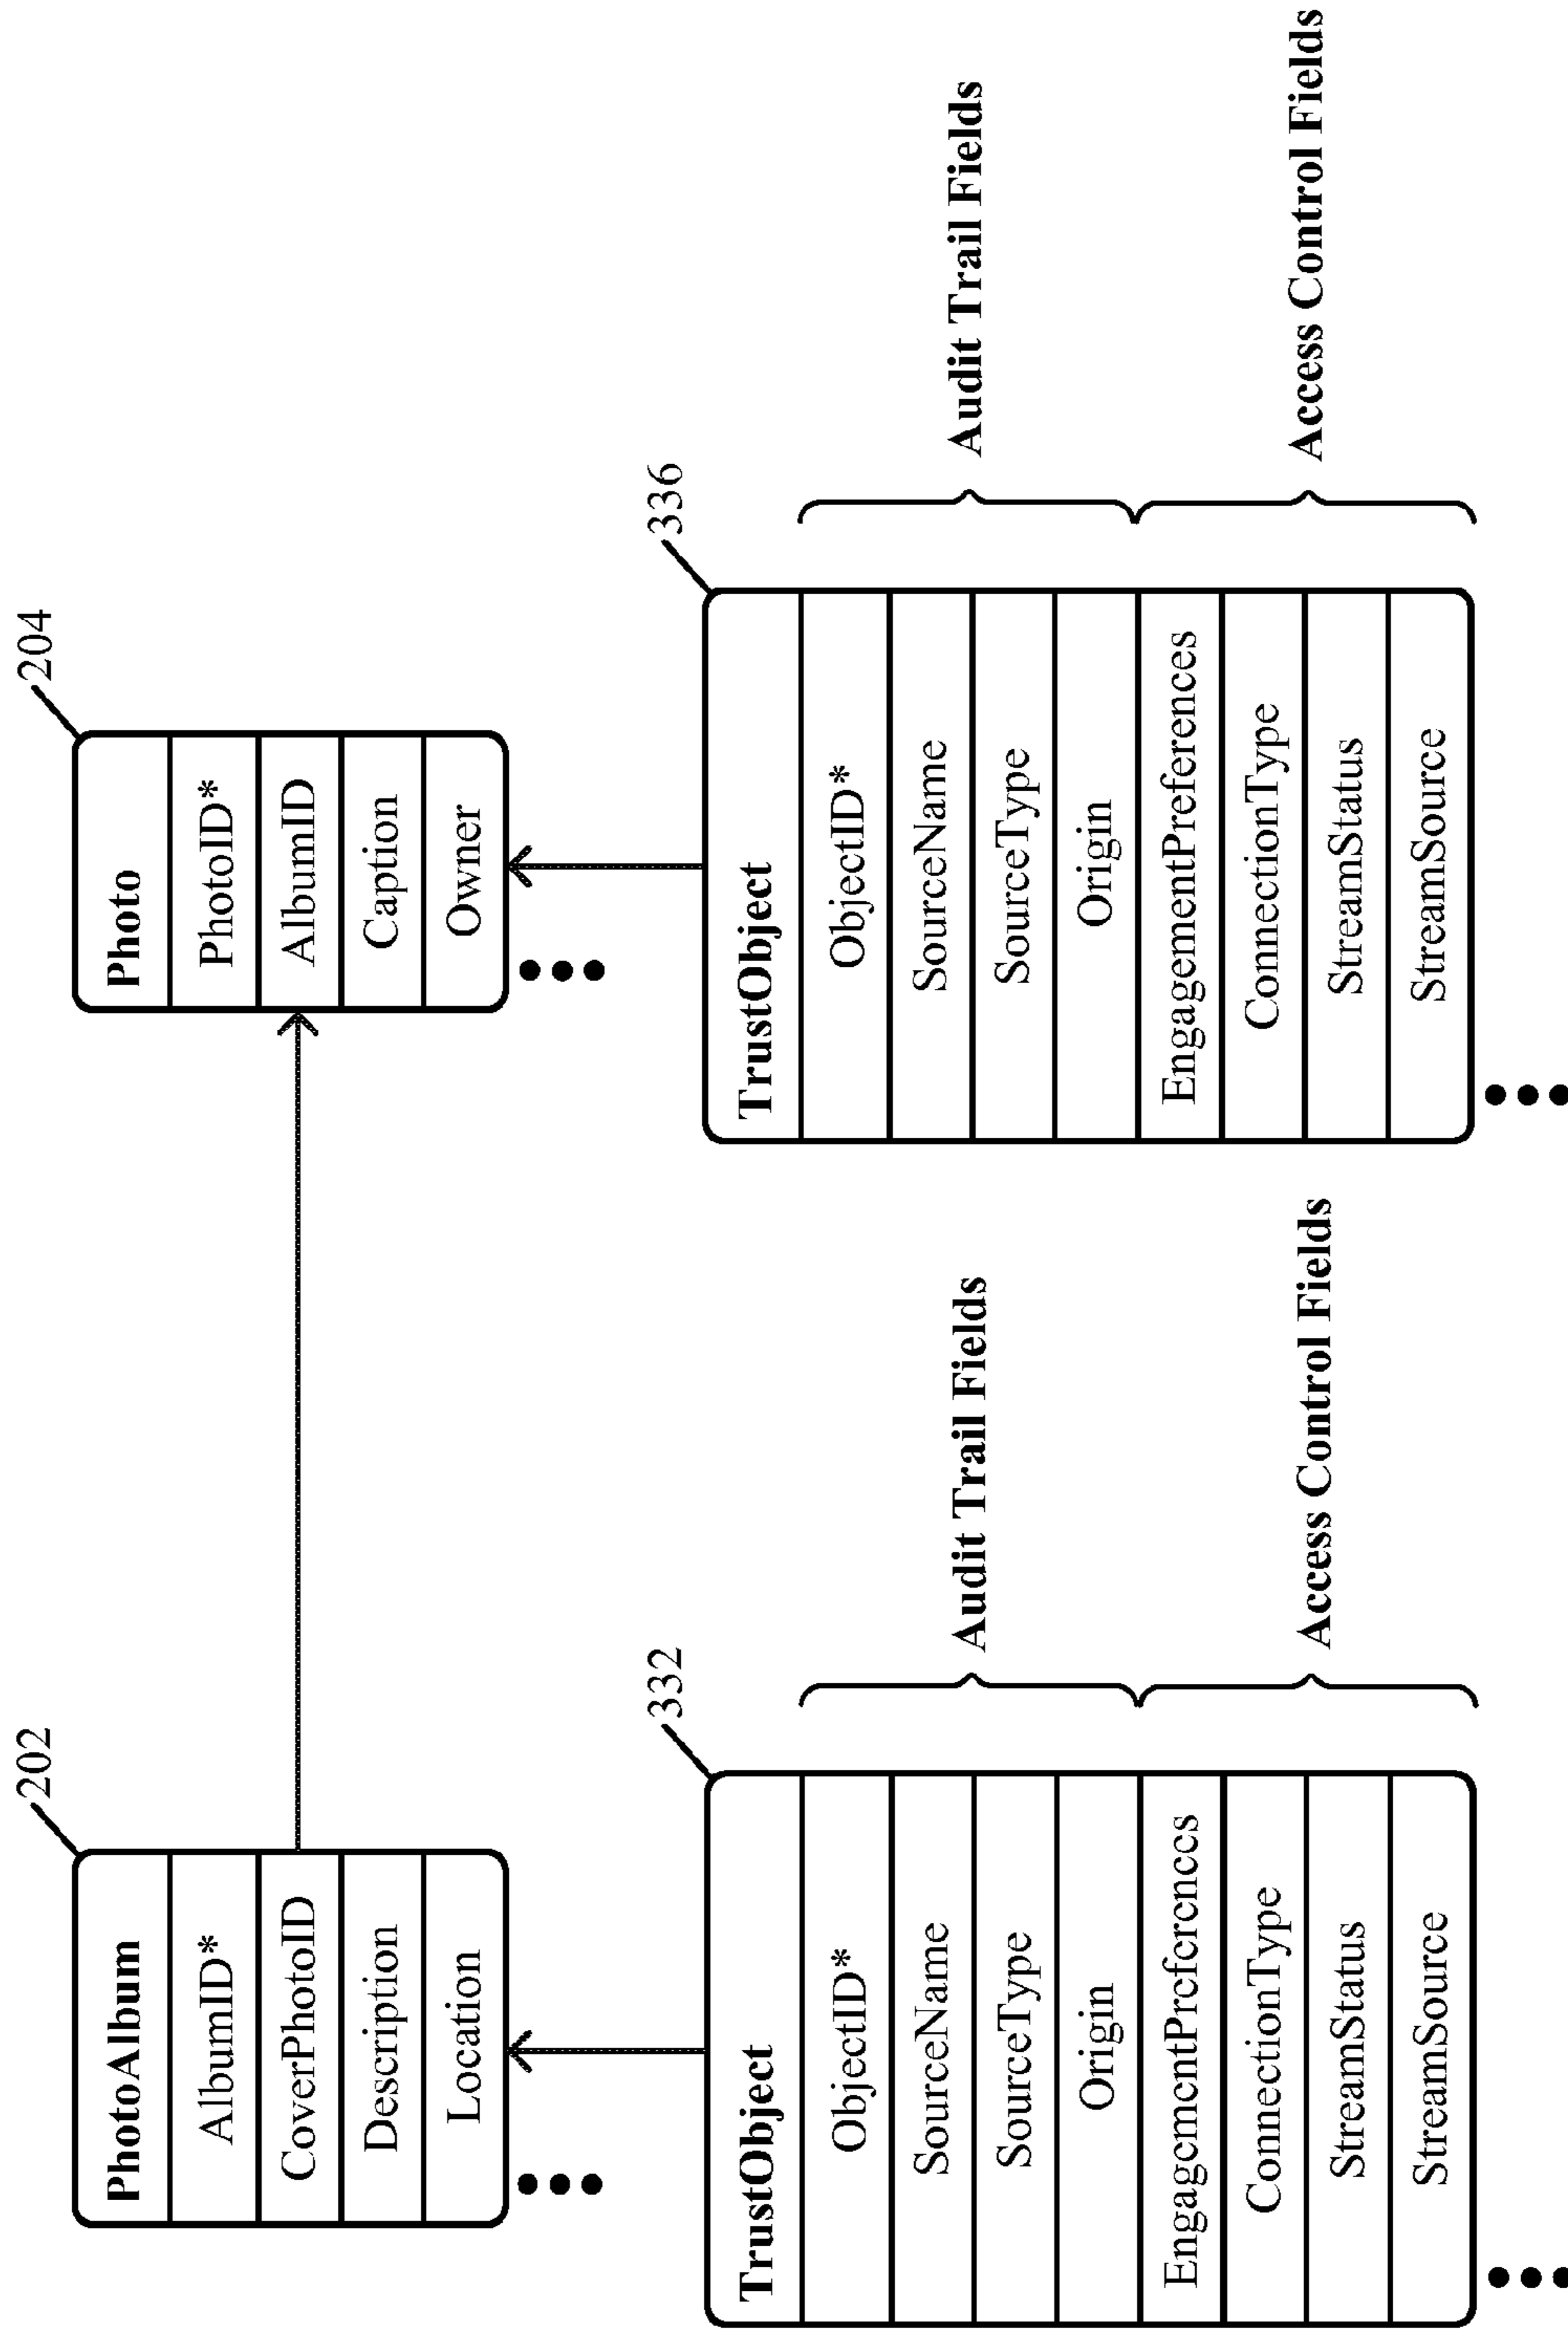 202
PhotoAlbum
AlbumID*
CoverPhotoID
Description
Location
204
Photo
PhotoID*
AlbumID
Caption
Owner
332
TrustObject
ObjectID*
SourceName
SourceType
Origin
EngagementPreferences
ConnectionType
StreamStatus
StreamSource
Audit Trail Fields
Access Control Fields
336
TrustObject
ObjectID*
SourceName
SourceType
Origin
EngagementPreferences
ConnectionType
StreamStatus
StreamSource
Audit Trail Fields
Access Control Fields